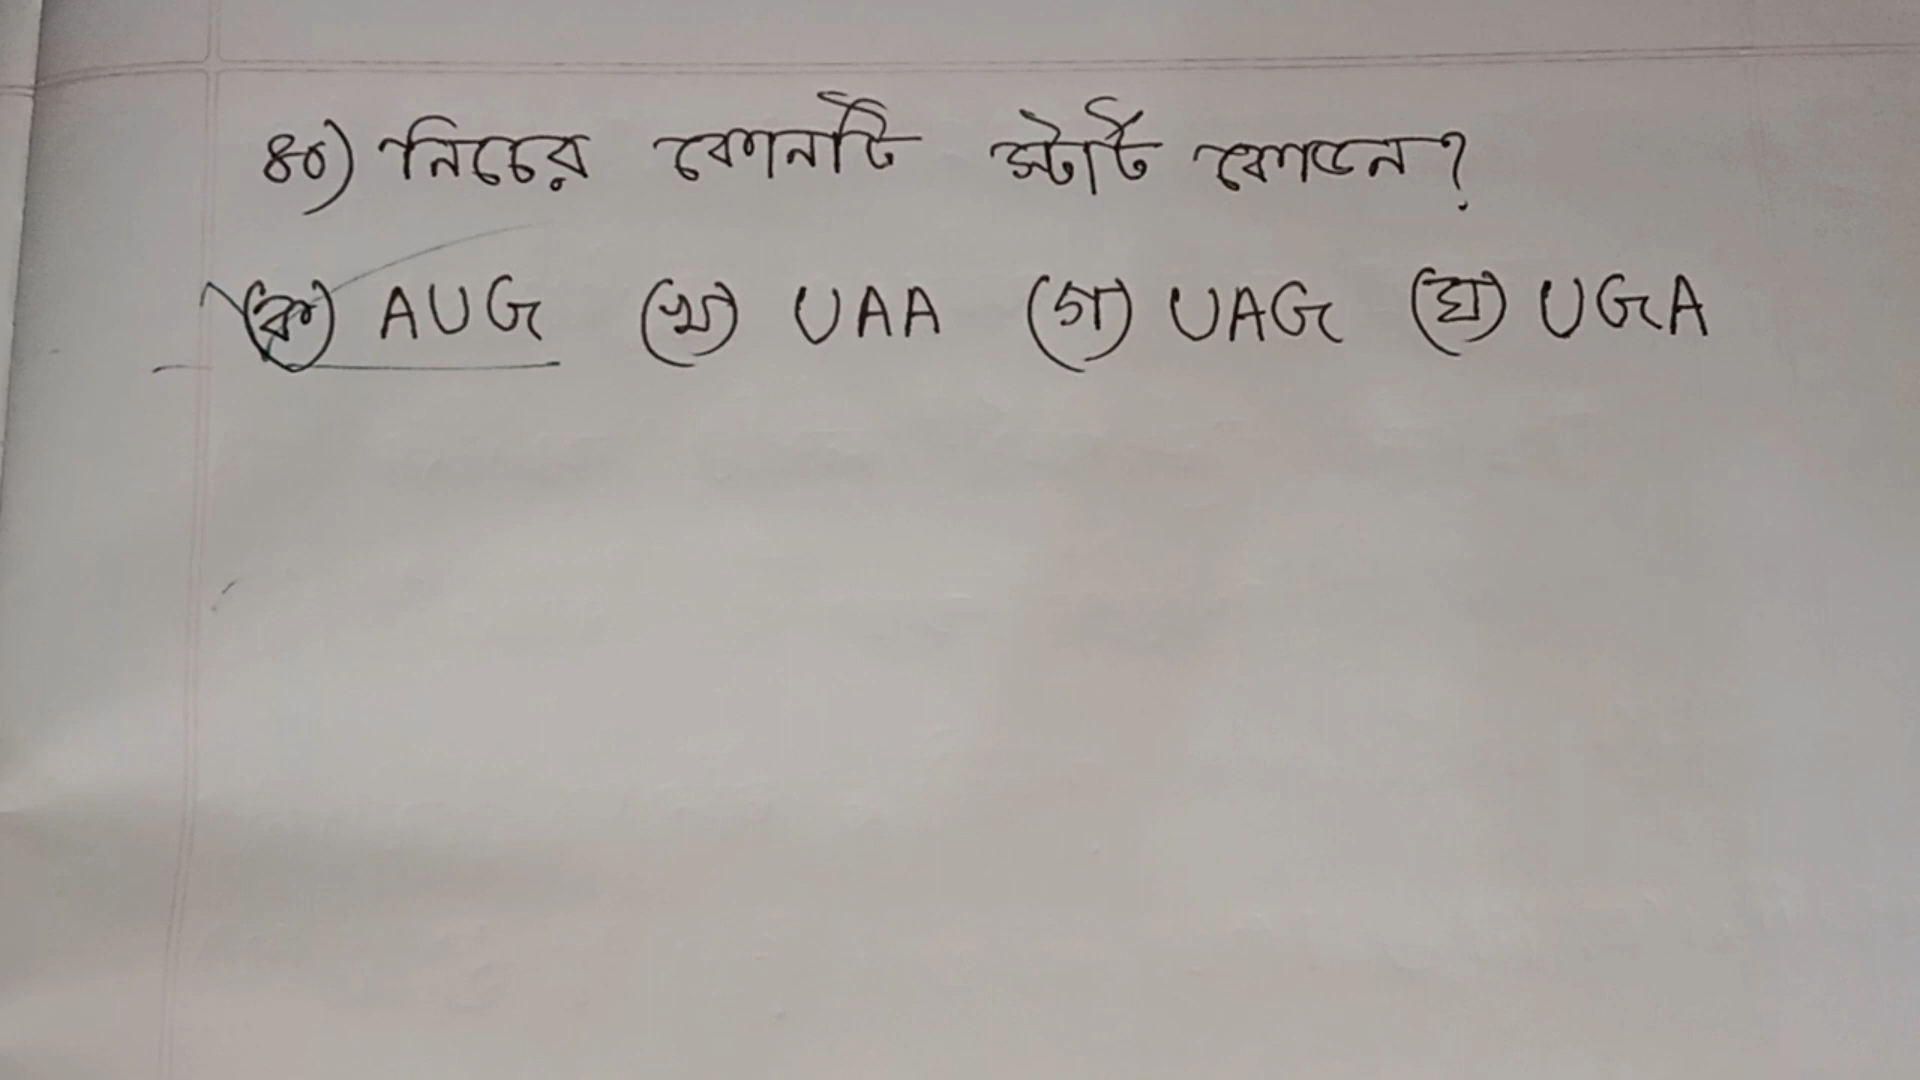 ৪০) নিচের কোনটি স্টার্ট কোডন?
(ক) AUG (খ) UAA (গ) UAG (ঘ) UGA